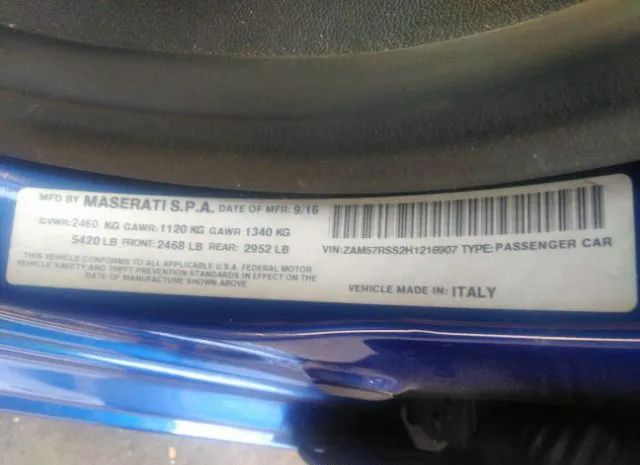 MFD BY MASERATI S.P.A. DATE OF MFR: 9/16
GVWR:2460 KG GAWR:1120 KG GAWR 1340 KG
5420 LB FRONT: 2468 LB REAR: 2952 LB
THIS VEHICLE CONFORMS TO ALL APPLICABLE U.S.A. FEDERAL MOTOR
VEHICLE SAFETY AND THEFT PREVENTION STANDARDS IN EFFECT ON THE
DATE OF MANUFACTURE SHOWN ABOVE
VIN:ZAM57RSS2H1216907 TYPE:PASSENGER CAR
VEHICLE MADE IN: ITALY